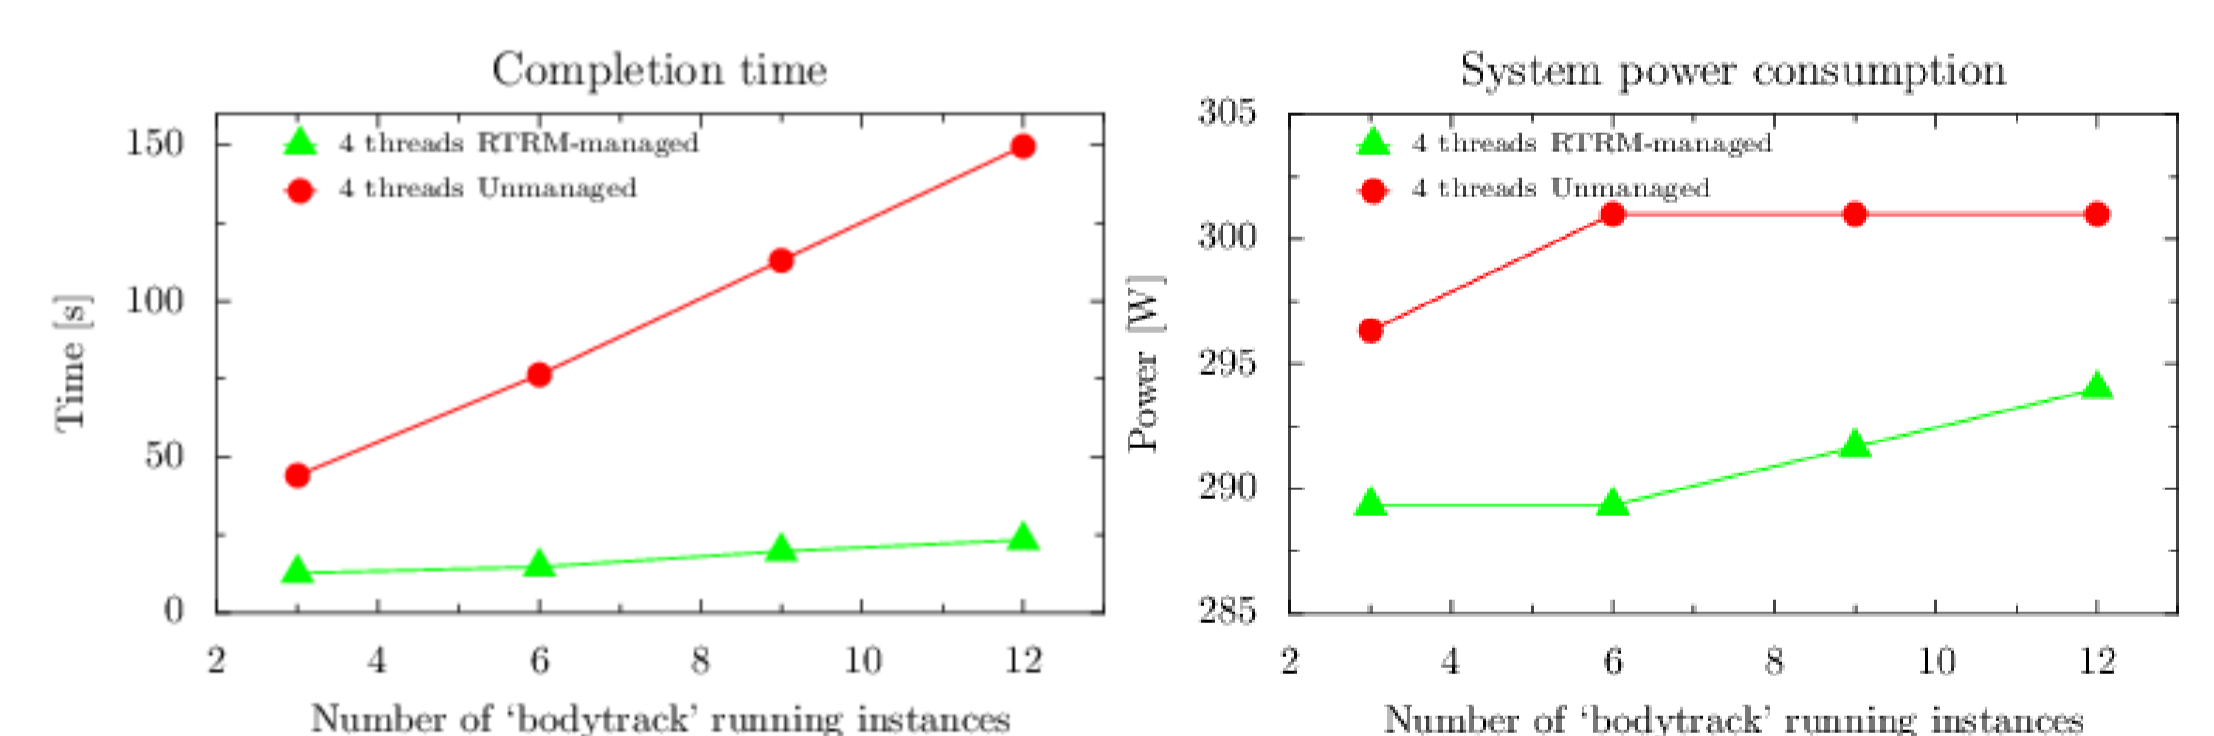 Completion time
150
100
50
0
Time [s]
4 threads RTRM-managed
4 threads Unmanaged
2 4 6 8 10 12
Number of ‘bodytrack’ running instances
System power consumption
305
300
295
290
285
Power [W]
4 threads RTRM-managed
4 threads Unmanaged
2 4 6 8 10 12
Number of ‘bodytrack’ running instances